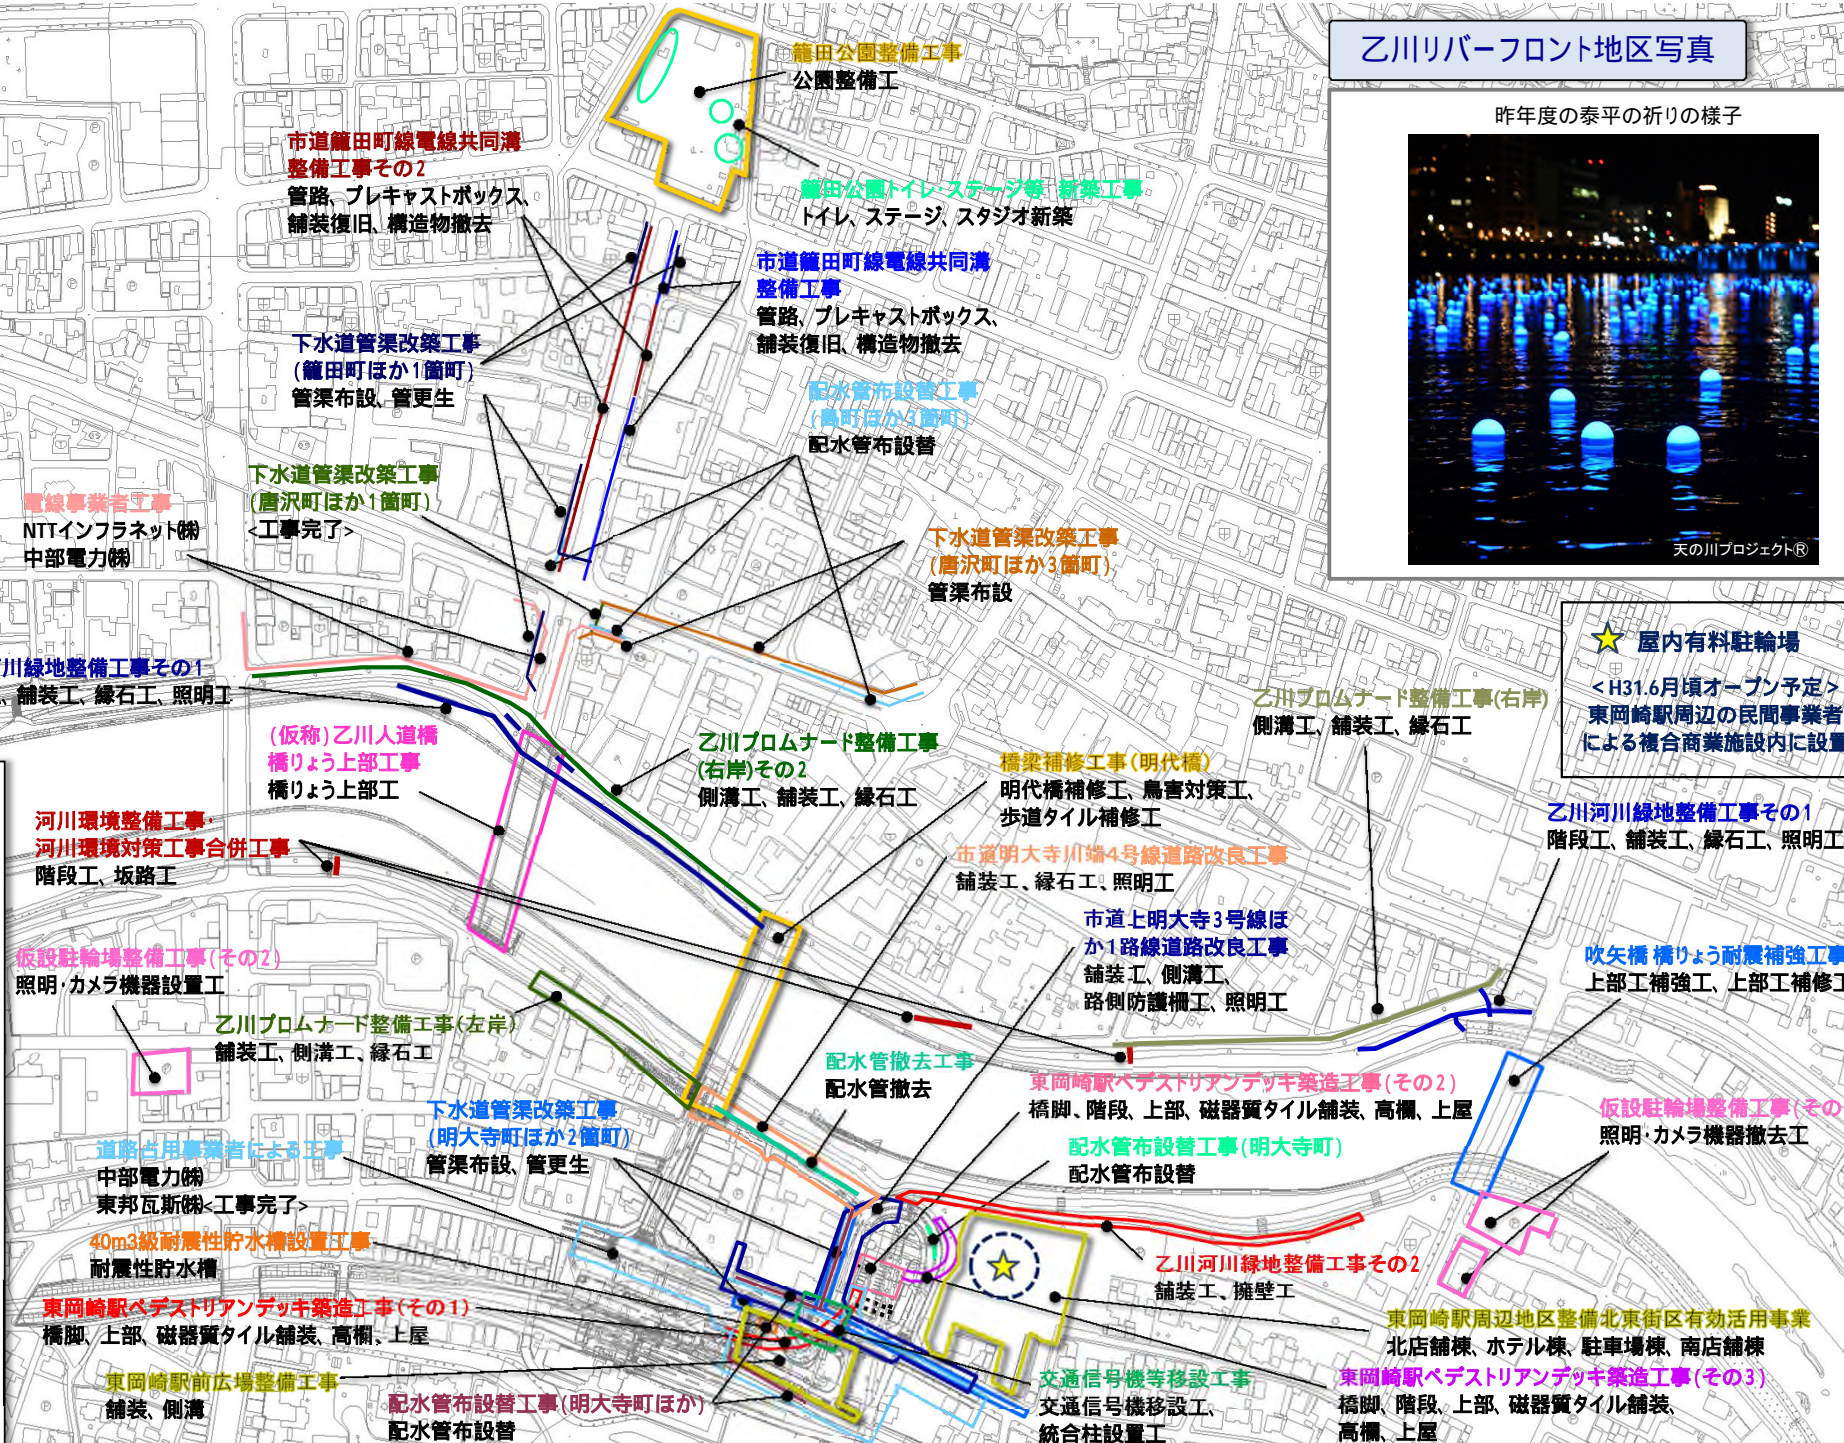 乙川リバーフロント地区写真
昨年度の泰平の祈りの様子
天の川プロジェクト®
籠田公園整備工事
公園整備工
市道籠田町線電線共同溝
整備工事その2
管路、プレキャストボックス、
舗装復旧、構造物撤去
籠田公園トイレ・ステージ等 新築工事
トイレ、ステージ、スタジオ新築
市道籠田町線電線共同溝
整備工事
管路、プレキャストボックス、
舗装復旧、構造物撤去
下水道管渠改築工事
(籠田町ほか1箇町)
管渠布設、管更生
配水管布設替工事
(島町ほか3箇町)
配水管布設替
下水道管渠改築工事
(唐沢町ほか1箇町)
<工事完了>
電線事業者工事
NTTインフラネット㈱
中部電力㈱
下水道管渠改築工事
(唐沢町ほか3箇町)
管渠布設
屋内有料駐輪場
<H31.6月頃オープン予定>
東岡崎駅周辺の民間事業者
による複合商業施設内に設置
川緑地整備工事その1
、舗装工、縁石工、照明工
乙川プロムナード整備工事(右岸)
側溝工、舗装工、縁石工
(仮称)乙川人道橋
橋りょう上部工事
橋りょう上部工
乙川プロムナード整備工事
(右岸)その2
側溝工、舗装工、縁石工
橋梁補修工事(明代橋)
明代橋補修工、鳥害対策工、
歩道タイル補修工
乙川河川緑地整備工事その1
階段工、舗装工、縁石工、照明工
河川環境整備工事・
河川環境対策工事合併工事
階段工、坂路工
市道明大寺川端4号線道路改良工事
舗装工、縁石工、照明工
市道上明大寺3号線ほ
か1路線道路改良工事
舗装工、側溝工、
路側防護柵工、照明工
仮設駐輪場整備工事(その2)
照明・カメラ機器設置工
吹矢橋 橋りょう耐震補強工事
上部工補強工、上部工補修工
乙川プロムナード整備工事(左岸)
舗装工、側溝工、縁石工
配水管撤去工事
配水管撤去
東岡崎駅ペデストリアンデッキ築造工事(その2)
橋脚、階段、上部、磁器質タイル舗装、高欄、上屋
下水道管渠改築工事
(明大寺町ほか2箇町)
管渠布設、管更生
仮設駐輪場整備工事(その
照明・カメラ機器撤去工
道路占用事業者による工事
中部電力㈱
東邦瓦斯㈱<工事完了>
配水管布設替工事(明大寺町)
配水管布設替
40m3級耐震性貯水槽設置工事
耐震性貯水槽
乙川河川緑地整備工事その2
舗装工、擁壁工
東岡崎駅ペデストリアンデッキ築造工事(その1)
橋脚、上部、磁器質タイル舗装、高欄、上屋
東岡崎駅周辺地区整備北東街区有効活用事業
北店舗棟、ホテル棟、駐車場棟、南店舗棟
東岡崎駅前広場整備工事
舗装、側溝
配水管布設替工事(明大寺町ほか)
配水管布設替
交通信号機等移設工事
交通信号機移設工、
統合柱設置工
東岡崎駅ペデストリアンデッキ築造工事(その3)
橋脚、階段、上部、磁器質タイル舗装、
高欄、上屋